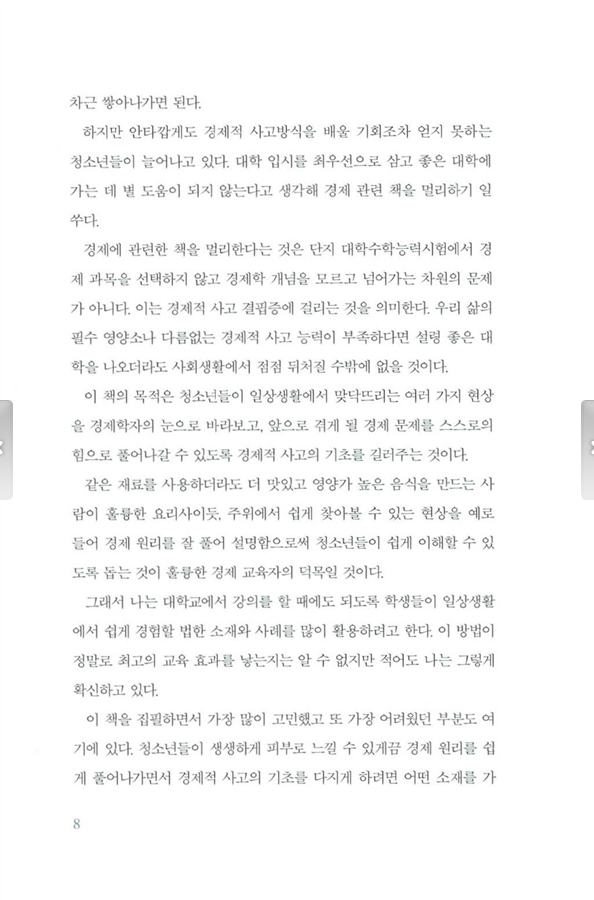 차근 쌓아나가면 된다.
하지만 안타깝게도 경제적 사고방식을 배울 기회조차 얻지 못하는
청소년들이 늘어나고 있다. 대학 입시를 최우선으로 삼고 좋은 대학에
가는 데 별 도움이 되지 않는다고 생각해 경제 관련 책을 멀리하기 일
쑤다.
경제에 관련한 책을 멀리한다는 것은 단지 대학수학능력시험에서 경
제 과목을 선택하지 않고 경제학 개념을 모르고 넘어가는 차원의 문제
가 아니다. 이는 경제적 사고 결핍증에 걸리는 것을 의미한다. 우리 삶의
필수 영양소나 다름없는 경제적 사고 능력이 부족하다면 설령 좋은 대
학을 나오더라도 사회생활에서 점점 뒤처질 수밖에 없을 것이다.
이 책의 목적은 청소년들이 일상생활에서 맞닥뜨리는 여러 가지 현상
을 경제학자의 눈으로 바라보고, 앞으로 겪게 될 경제 문제를 스스로의
힘으로 풀어나갈 수 있도록 경제적 사고의 기초를 길러주는 것이다.
같은 재료를 사용하더라도 더 맛있고 영양가 높은 음식을 만드는 사
람이 훌륭한 요리사이듯, 주위에서 쉽게 찾아볼 수 있는 현상을 예로
들어 경제 원리를 잘 풀어 설명함으로써 청소년들이 쉽게 이해할 수 있
도록 돕는 것이 훌륭한 경제 교육자의 덕목일 것이다.
그래서 나는 대학교에서 강의를 할 때에도 되도록 학생들이 일상생활
에서 쉽게 경험할 법한 소재와 사례를 많이 활용하려고 한다. 이 방법이
정말로 최고의 교육 효과를 낳는지는 알 수 없지만 적어도 나는 그렇게
확신하고 있다.
이 책을 집필하면서 가장 많이 고민했고 또 가장 어려웠던 부분도 여
기에 있다. 청소년들이 생생하게 피부로 느낄 수 있게끔 경제 원리를 쉽
게 풀어나가면서 경제적 사고의 기초를 다지게 하려면 어떤 소재를 가
8